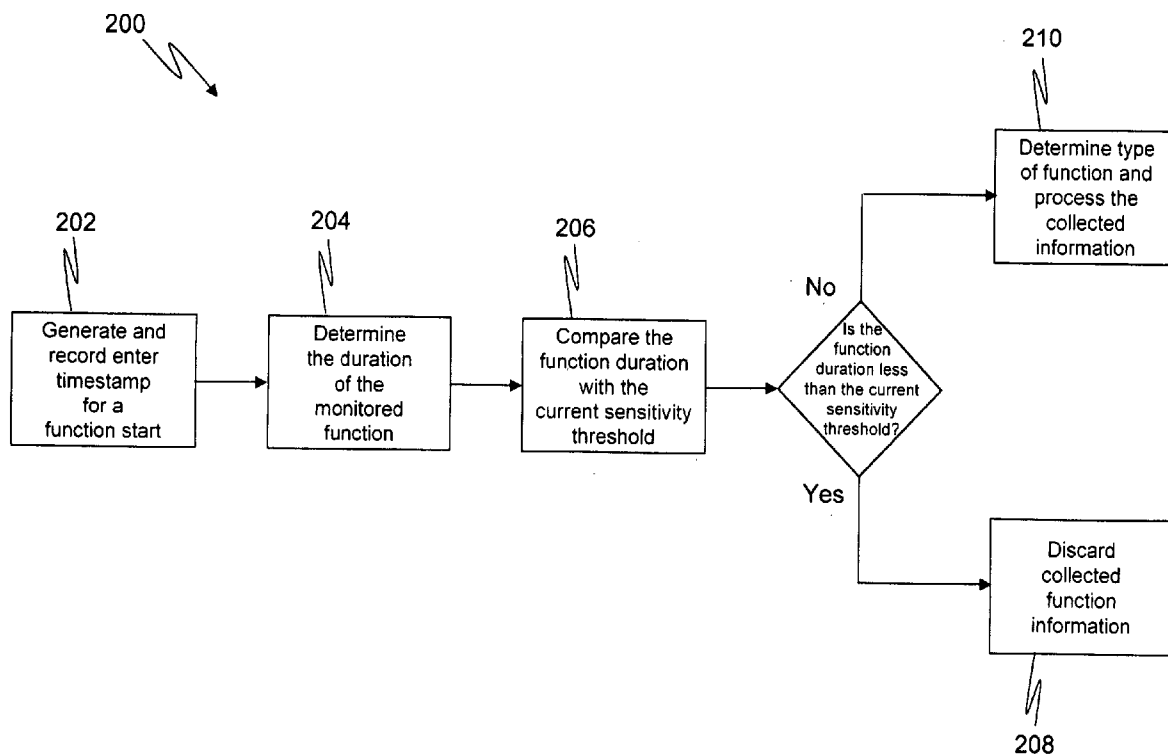 200
202
Generate and
record enter
timestamp
for a
function start
204
Determine
the duration
of the
monitored
function
206
Compare the
function duration
with the
current sensitivity
threshold
Is the
function
duration less
than the current
sensitivity
threshold?
No
210
Determine type
of function and
process the
collected
information
Yes
Discard
collected
function
information
208